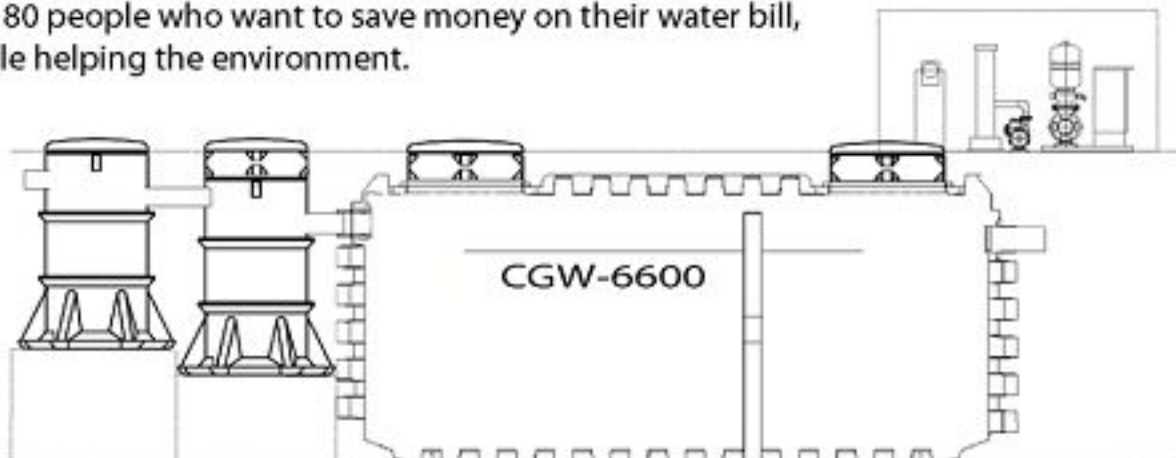 80 people who want to save money on their water bill,
le helping the environment.
CGW-6600